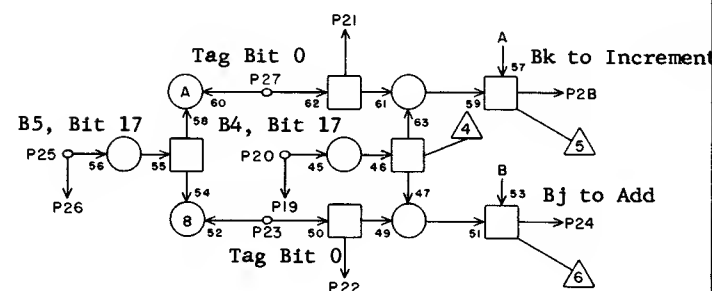 P21
Tag Bit 0
A
57
Bk to Increment
P27
A
60
62
61
59
P2B
58
63
B5, Bit 17
B4, Bit 17
4
5
P25
56
55
P20
45
46
54
47
B
53
Bj to Add
P26
P19
8
52
P23
50
49
51
P24
Tag Bit 0
6
P22